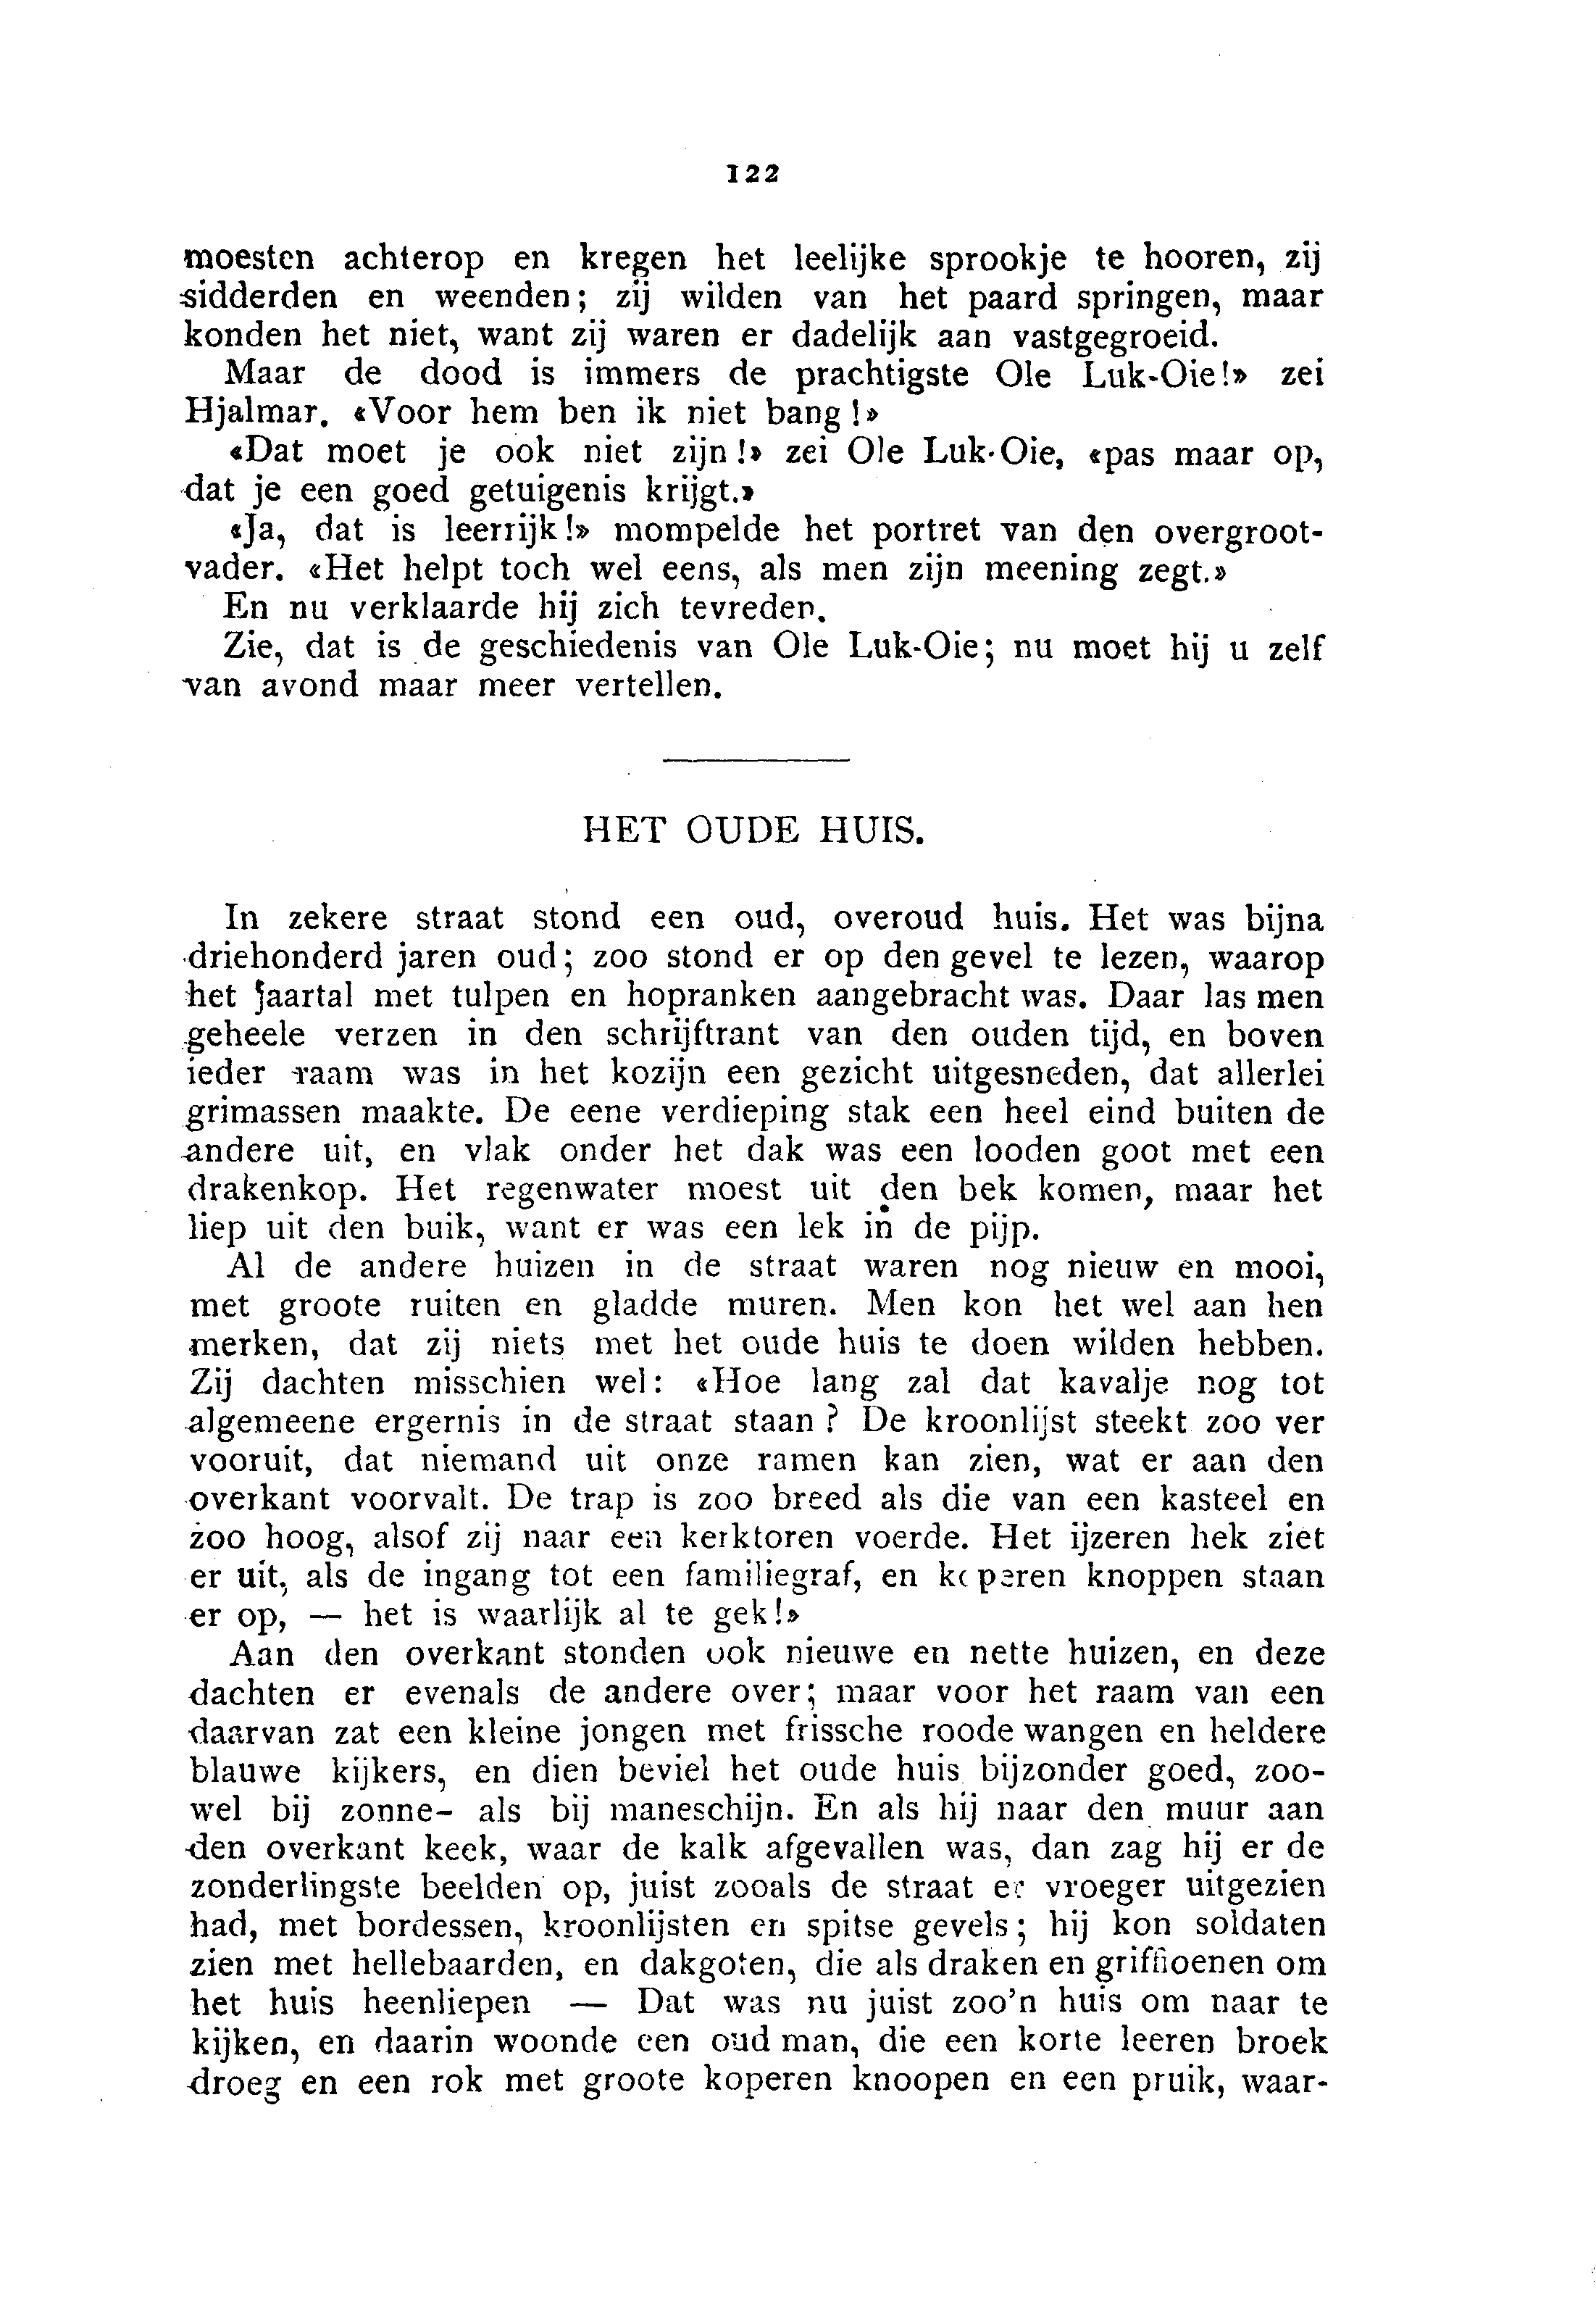 122
moesten achterop en kregen het leelijke sprookje te hooren, zij
sidderden en weenden; zij wilden van het paard springen, maar
konden het niet, want zij waren er dadelijk aan vastgegroeid.
Maar de dood is immers de prachtigste Ole Luk-Oie!» zei
Hjalmar. «Voor hem ben ik niet bang!»
«Dat moet je ook niet zijn!» zei Ole Luk-Oie, «pas maar op,
dat je een goed getuigenis krijgt.»
«Ja, dat is leerrijk!» mompelde het portret van den overgroot-
vader. «Het helpt toch wel eens, als men zijn meening zegt.»
En nu verklaarde hij zich tevreden.
Zie, dat is de geschiedenis van Ole Luk-Oie; nu moet hij u zelf
van avond maar meer vertellen.
HET OUDE HUIS.
In zekere straat stond een oud, overoud huis. Het was bijna
driehonderd jaren oud; zoo stond er op den gevel te lezen, waarop
het jaartal met tulpen en hopranken aangebracht was. Daar las men
geheele verzen in den schrijftrant van den ouden tijd, en boven
ieder raam was in het kozijn een gezicht uitgesneden, dat allerlei
grimassen maakte. De eene verdieping stak een heel eind buiten de
andere uit, en vlak onder het dak was een looden goot met een
drakenkop. Het regenwater moest uit den bek komen, maar het
liep uit den buik, want er was een lek in de pijp.
Al de andere huizen in de straat waren nog nieuw en mooi,
met groote ruiten en gladde muren. Men kon het wel aan hen
merken, dat zij niets met het oude huis te doen wilden hebben.
Zij dachten misschien wel: «Hoe lang zal dat kavalje nog tot
algemeene ergernis in de straat staan? De kroonlijst steekt zoo ver
vooruit, dat niemand uit onze ramen kan zien, wat er aan den
overkant voorvalt. De trap is zoo breed als die van een kasteel en
zoo hoog, alsof zij naar een kerktoren voerde. Het ijzeren hek ziet
er uit, als de ingang tot een familiegraf, en koperen knoppen staan
er op, — het is waarlijk al te gek!»
Aan den overkant stonden ook nieuwe en nette huizen, en deze
dachten er evenals de andere over; maar voor het raam van een
daarvan zat een kleine jongen met frissche roode wangen en heldere
blauwe kijkers, en dien beviel het oude huis bijzonder goed, zoo-
wel bij zonne- als bij maneschijn. En als hij naar den muur aan
den overkant keek, waar de kalk afgevallen was, dan zag hij er de
zonderlingste beelden op, juist zooals de straat er vroeger uitgezien
had, met bordessen, kroonlijsten en spitse gevels; hij kon soldaten
zien met hellebaarden, en dakgoten, die als draken en griffioenen om
het huis heenliepen — Dat was nu juist zoo'n huis om naar te
kijken, en daarin woonde een oud man, die een korte leeren broek
droeg en een rok met groote koperen knoopen en een pruik, waar-